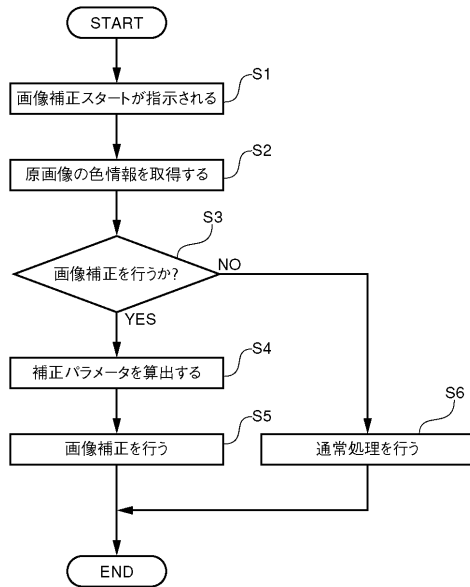 START
画像補正スタートが指示される
S1
原画像の色情報を取得する
S2
画像補正を行うか?
S3
NO
YES
補正パラメータを算出する
S4
画像補正を行う
S5
通常処理を行う
S6
END